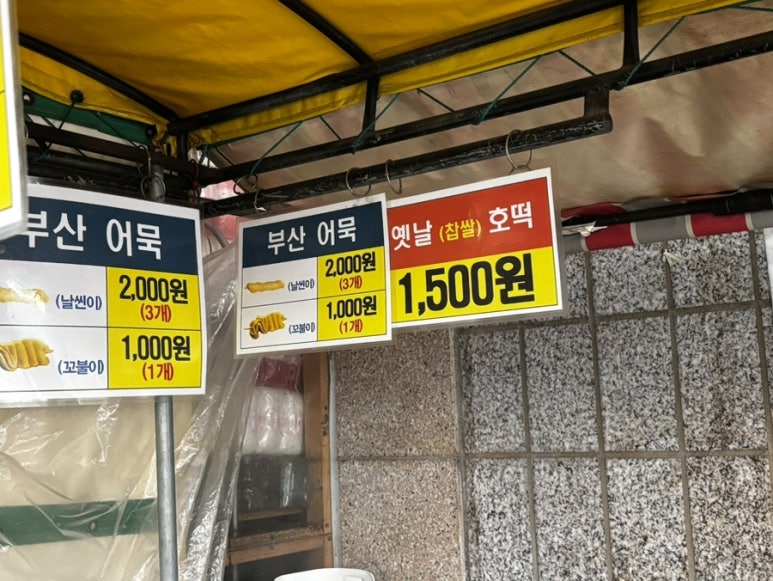 부산 어묵
(날씬이)
2,000원
(3개)
(꼬불이)
1,000원
(1개)
부산 어묵
(날씬이)
2,000원
(3개)
(꼬불이)
1,000원
(1개)
옛날 (찹쌀) 호떡
1,500원